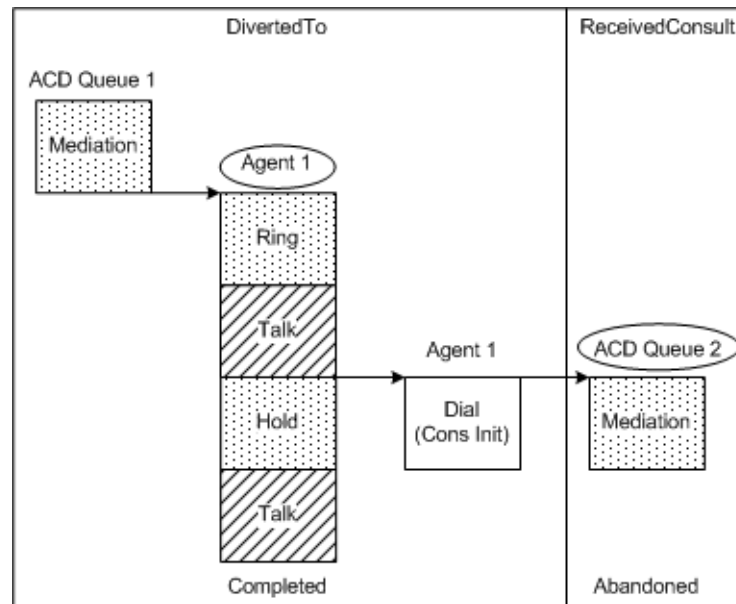 DivertedTo
ReceivedConsult
ACD Queue 1
Mediation
Agent 1
Ring
Talk
Agent 1
ACD Queue 2
Hold
Dial
(Cons Init)
Mediation
Talk
Completed
Abandoned